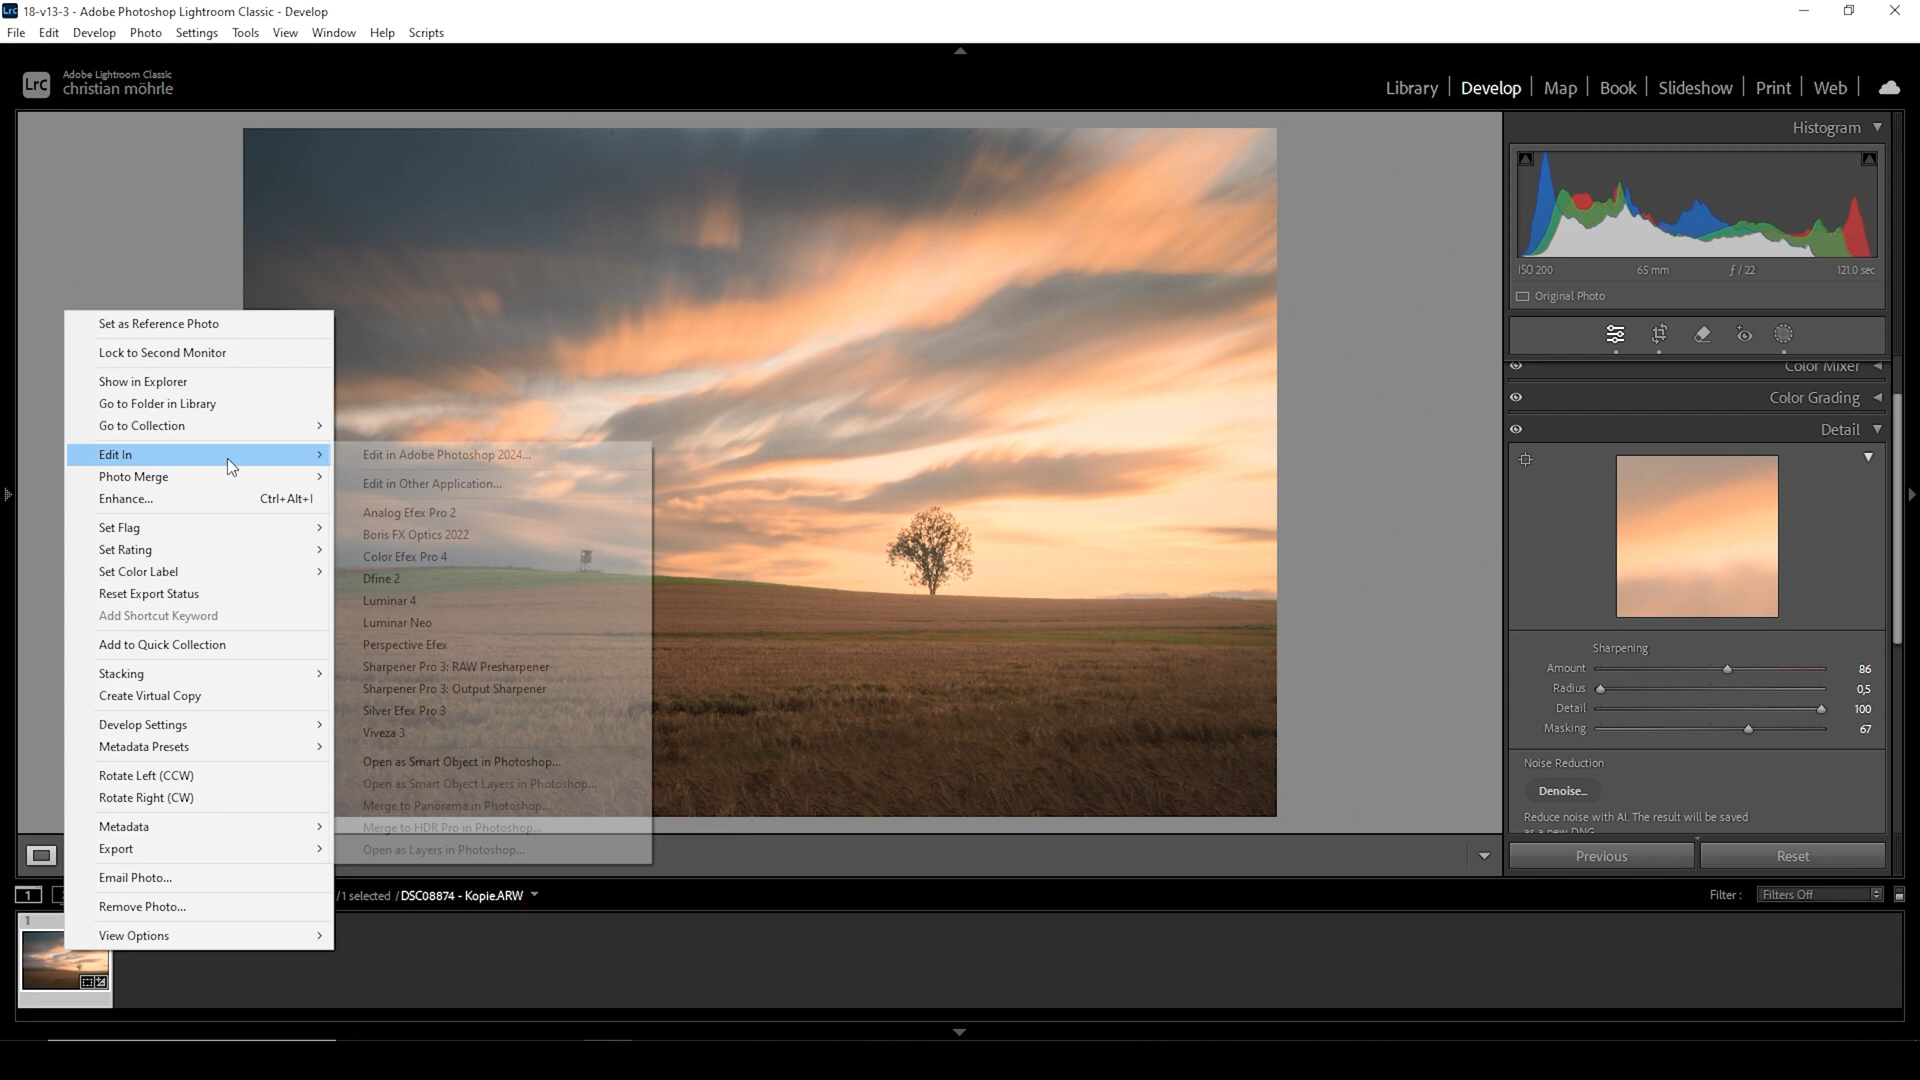 18-v13-3 - Adobe Photoshop Lightroom Classic - Develop
File Edit Develop Photo Settings Tools View Window Help Scripts
LrC
Adobe Lightroom Classic
christian möhrle
Library Develop Map Book Slideshow Print Web
Histogram
ISO 200 65 mm ƒ / 22 121.0 sec
Original Photo
Color Mixer
Color Grading
Detail
Sharpening
Amount 86
Radius 0,5
Detail 100
Masking 67
Noise Reduction
Denoise...
Reduce noise with AI. The result will be saved
as a new DNG
Previous Reset
Set as Reference Photo
Lock to Second Monitor
Show in Explorer
Go to Folder in Library
Go to Collection
Edit In
Photo Merge
Enhance... Ctrl+Alt+I
Set Flag
Set Rating
Set Color Label
Reset Export Status
Add Shortcut Keyword
Add to Quick Collection
Stacking
Create Virtual Copy
Develop Settings
Metadata Presets
Rotate Left (CCW)
Rotate Right (CW)
Metadata
Export
Email Photo...
Remove Photo...
View Options
Edit in Adobe Photoshop 2024...
Edit in Other Application...
Analog Efex Pro 2
Boris FX Optics 2022
Color Efex Pro 4
Dfine 2
Luminar 4
Luminar Neo
Perspective Efex
Sharpener Pro 3: RAW Presharpener
Sharpener Pro 3: Output Sharpener
Silver Efex Pro 3
Viveza 3
Open as Smart Object in Photoshop...
Open as Smart Object Layers in Photoshop...
Merge to Panorama in Photoshop...
Merge to HDR Pro in Photoshop...
Open as Layers in Photoshop...
1 /1 selected / DSC08874 - Kopie.ARW
Filter : Filters Off
1